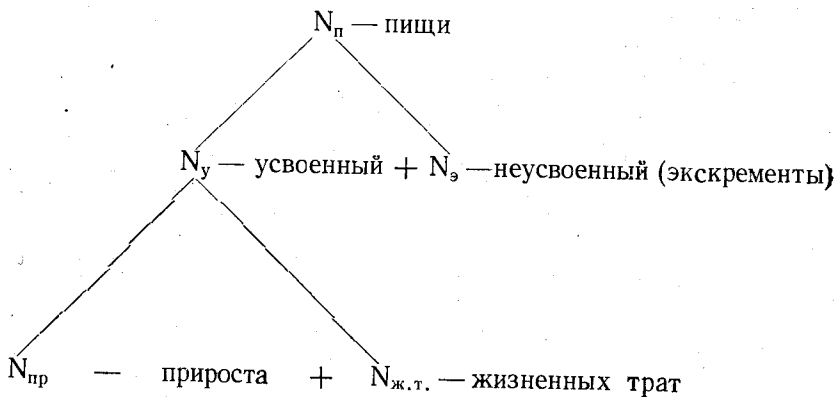 Nп — пищи
Nу — усвоенный + Nэ — неусвоенный (экскременты)
Nпр — прироста + Nж.т. — жизненных трат